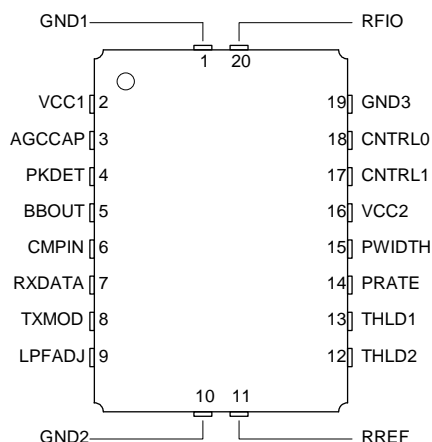 GND1 RFIO
1 20
VCC1 2 19 GND3
AGCCAP 3 18 CNTRL0
PKDET 4 17 CNTRL1
BBOUT 5 16 VCC2
CMPIN 6 15 PWIDTH
RXDATA 7 14 PRATE
TXMOD 8 13 THLD1
LPFADJ 9 12 THLD2
10 11
GND2 RREF